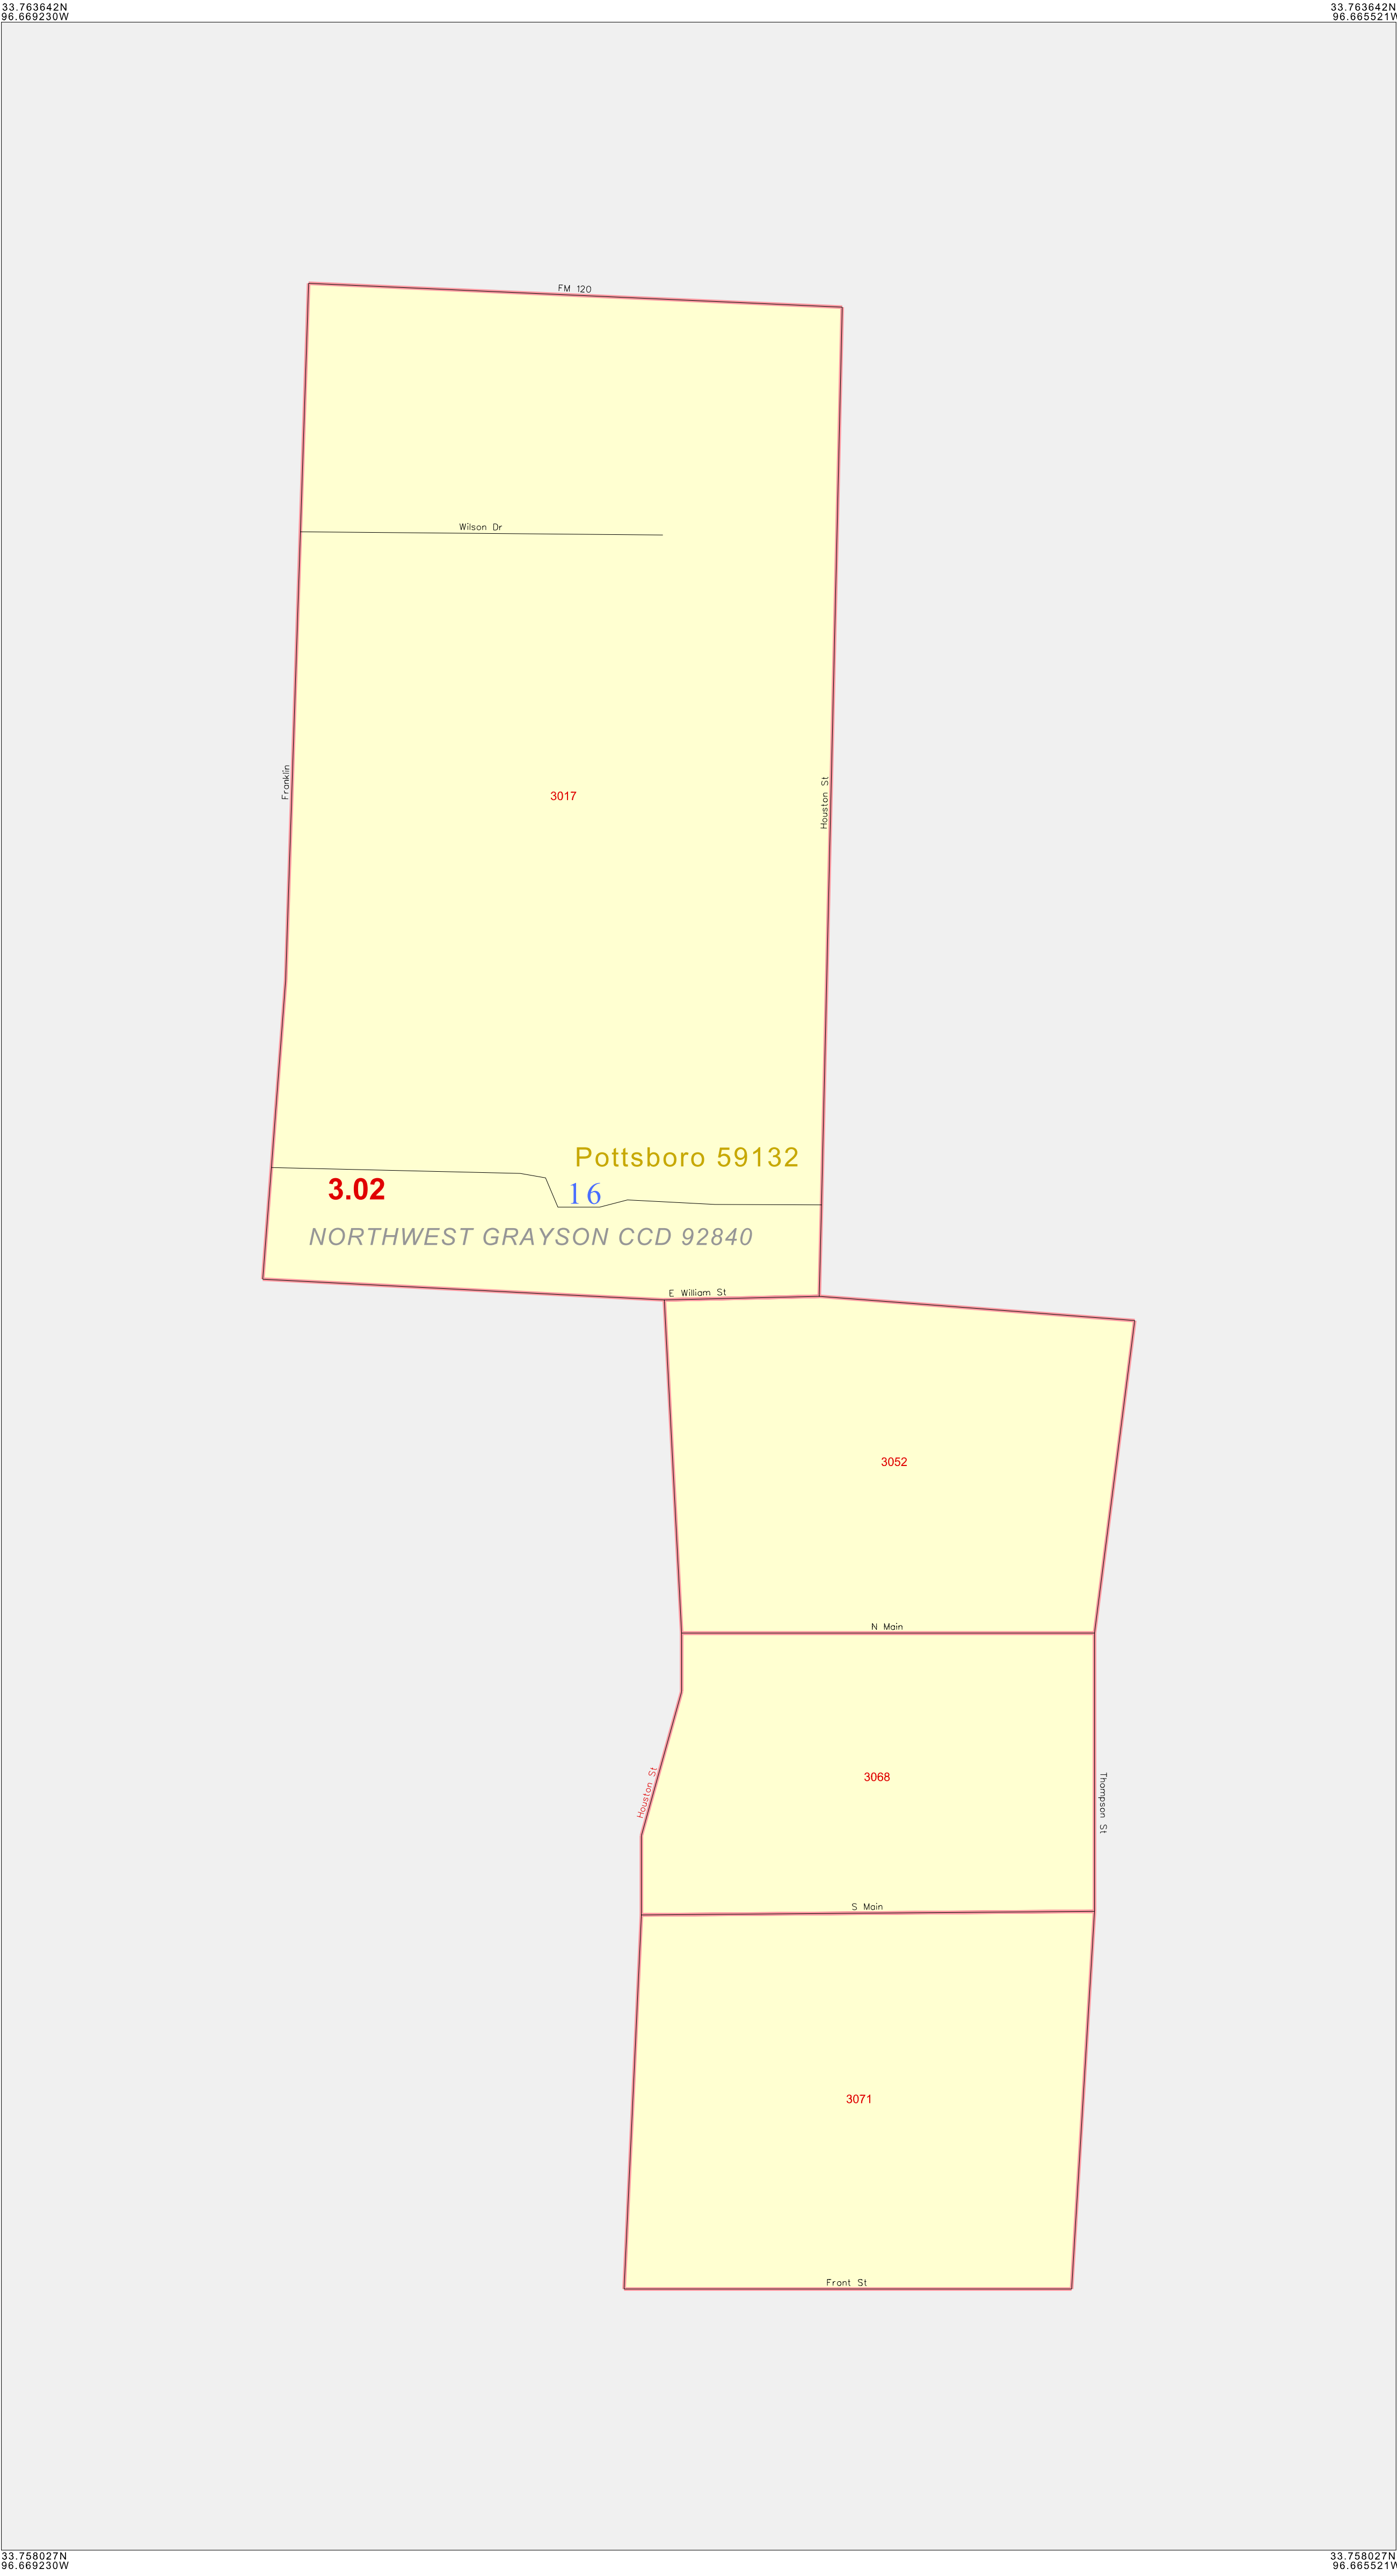 33.763642N
96.669230W
33.763642N
96.665521W
FM 120
Wilson Dr
Franklin
3017
Houston St
Pottsboro 59132
3.02
16
NORTHWEST GRAYSON CCD 92840
E William St
3052
N Main
Houston St
3068
Thompson St
S Main
3071
Front St
33.758027N
96.669230W
33.758027N
96.665521W